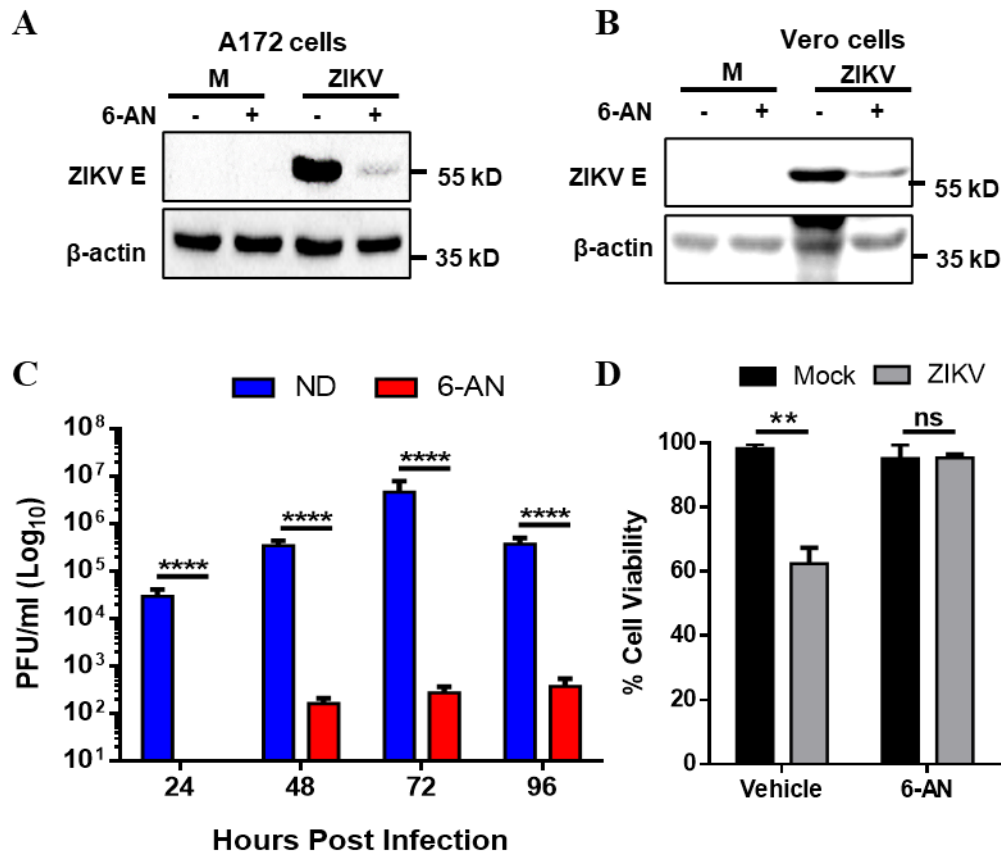 A
A172 cells
M ZIKV
6-AN - + - +
ZIKV E 55 kD
β-actin 35 kD
B
Vero cells
M ZIKV
6-AN - + - +
ZIKV E 55 kD
β-actin 35 kD
C
ND 6-AN
PFU/ml (Log10)
10⁸
10⁷
10⁶
10⁵
10⁴
10³
10²
10¹
**** **** **** ****
24 48 72 96
Hours Post Infection
D
Mock ZIKV
% Cell Viability
** ns
100
80
60
40
20
0
Vehicle 6-AN